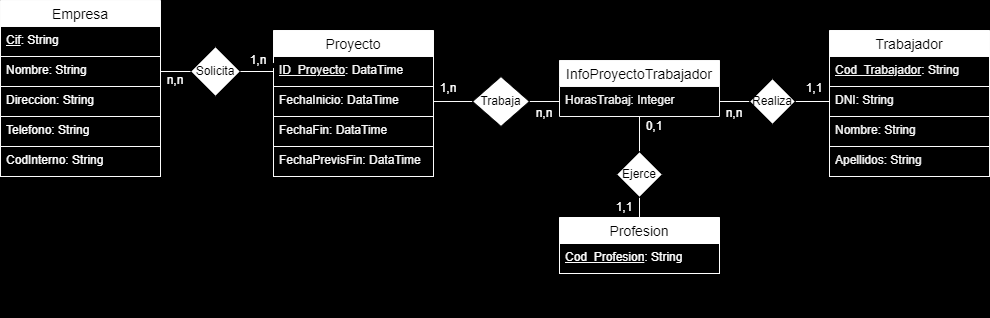 Empresa
Cif: String
Nombre: String
Direccion: String
Telefono: String
CodInterno: String
n,n
Solicita
1,n
Proyecto
ID_Proyecto: DataTime
FechaInicio: DataTime
FechaFin: DataTime
FechaPrevisFin: DataTime
1,n
Trabaja
n,n
InfoProyectoTrabajador
HorasTrabaj: Integer
0,1
Ejerce
1,1
Profesion
Cod_Profesion: String
n,n
Realiza
1,1
Trabajador
Cod_Trabajador: String
DNI: String
Nombre: String
Apellidos: String